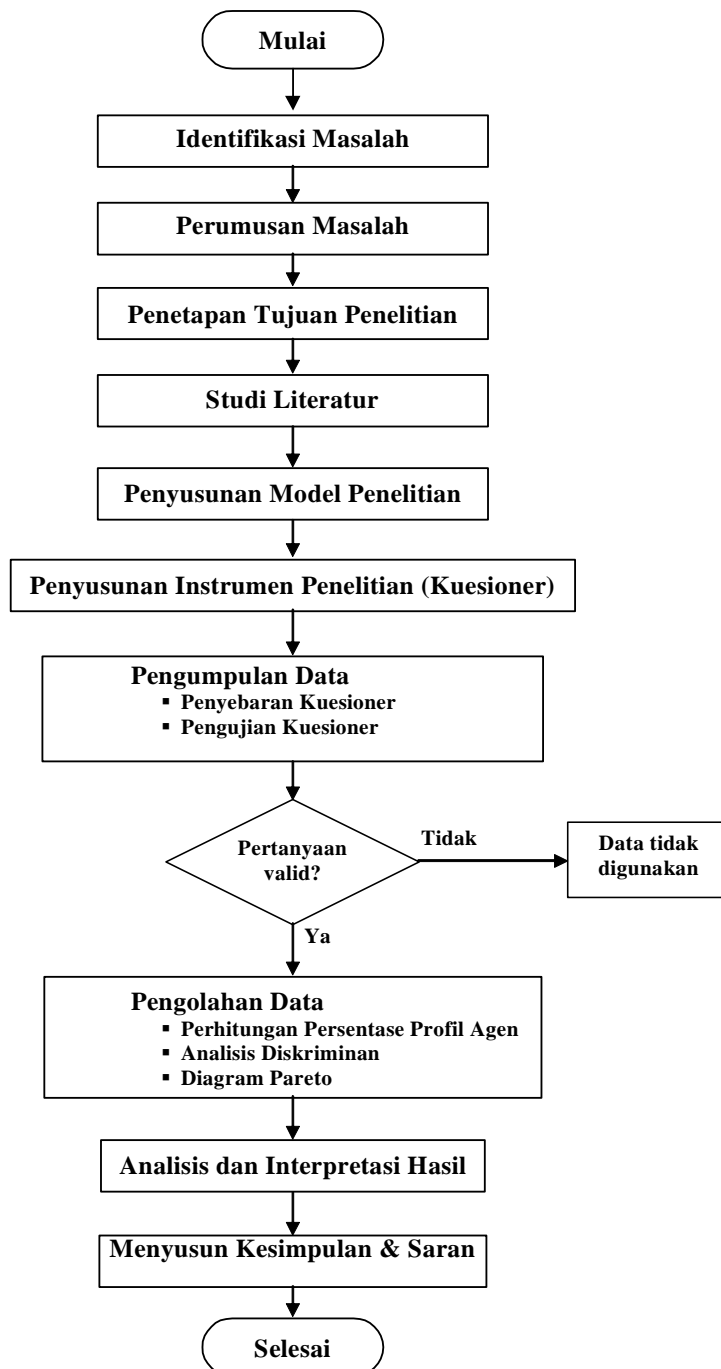 Mulai
Identifikasi Masalah
Perumusan Masalah
Penetapan Tujuan Penelitian
Studi Literatur
Penyusunan Model Penelitian
Penyusunan Instrumen Penelitian (Kuesioner)
Pengumpulan Data
▪ Penyebaran Kuesioner
▪ Pengujian Kuesioner
Pertanyaan
valid?
Tidak
Data tidak
digunakan
Ya
Pengolahan Data
▪ Perhitungan Persentase Profil Agen
▪ Analisis Diskriminan
▪ Diagram Pareto
Analisis dan Interpretasi Hasil
Menyusun Kesimpulan & Saran
Selesai